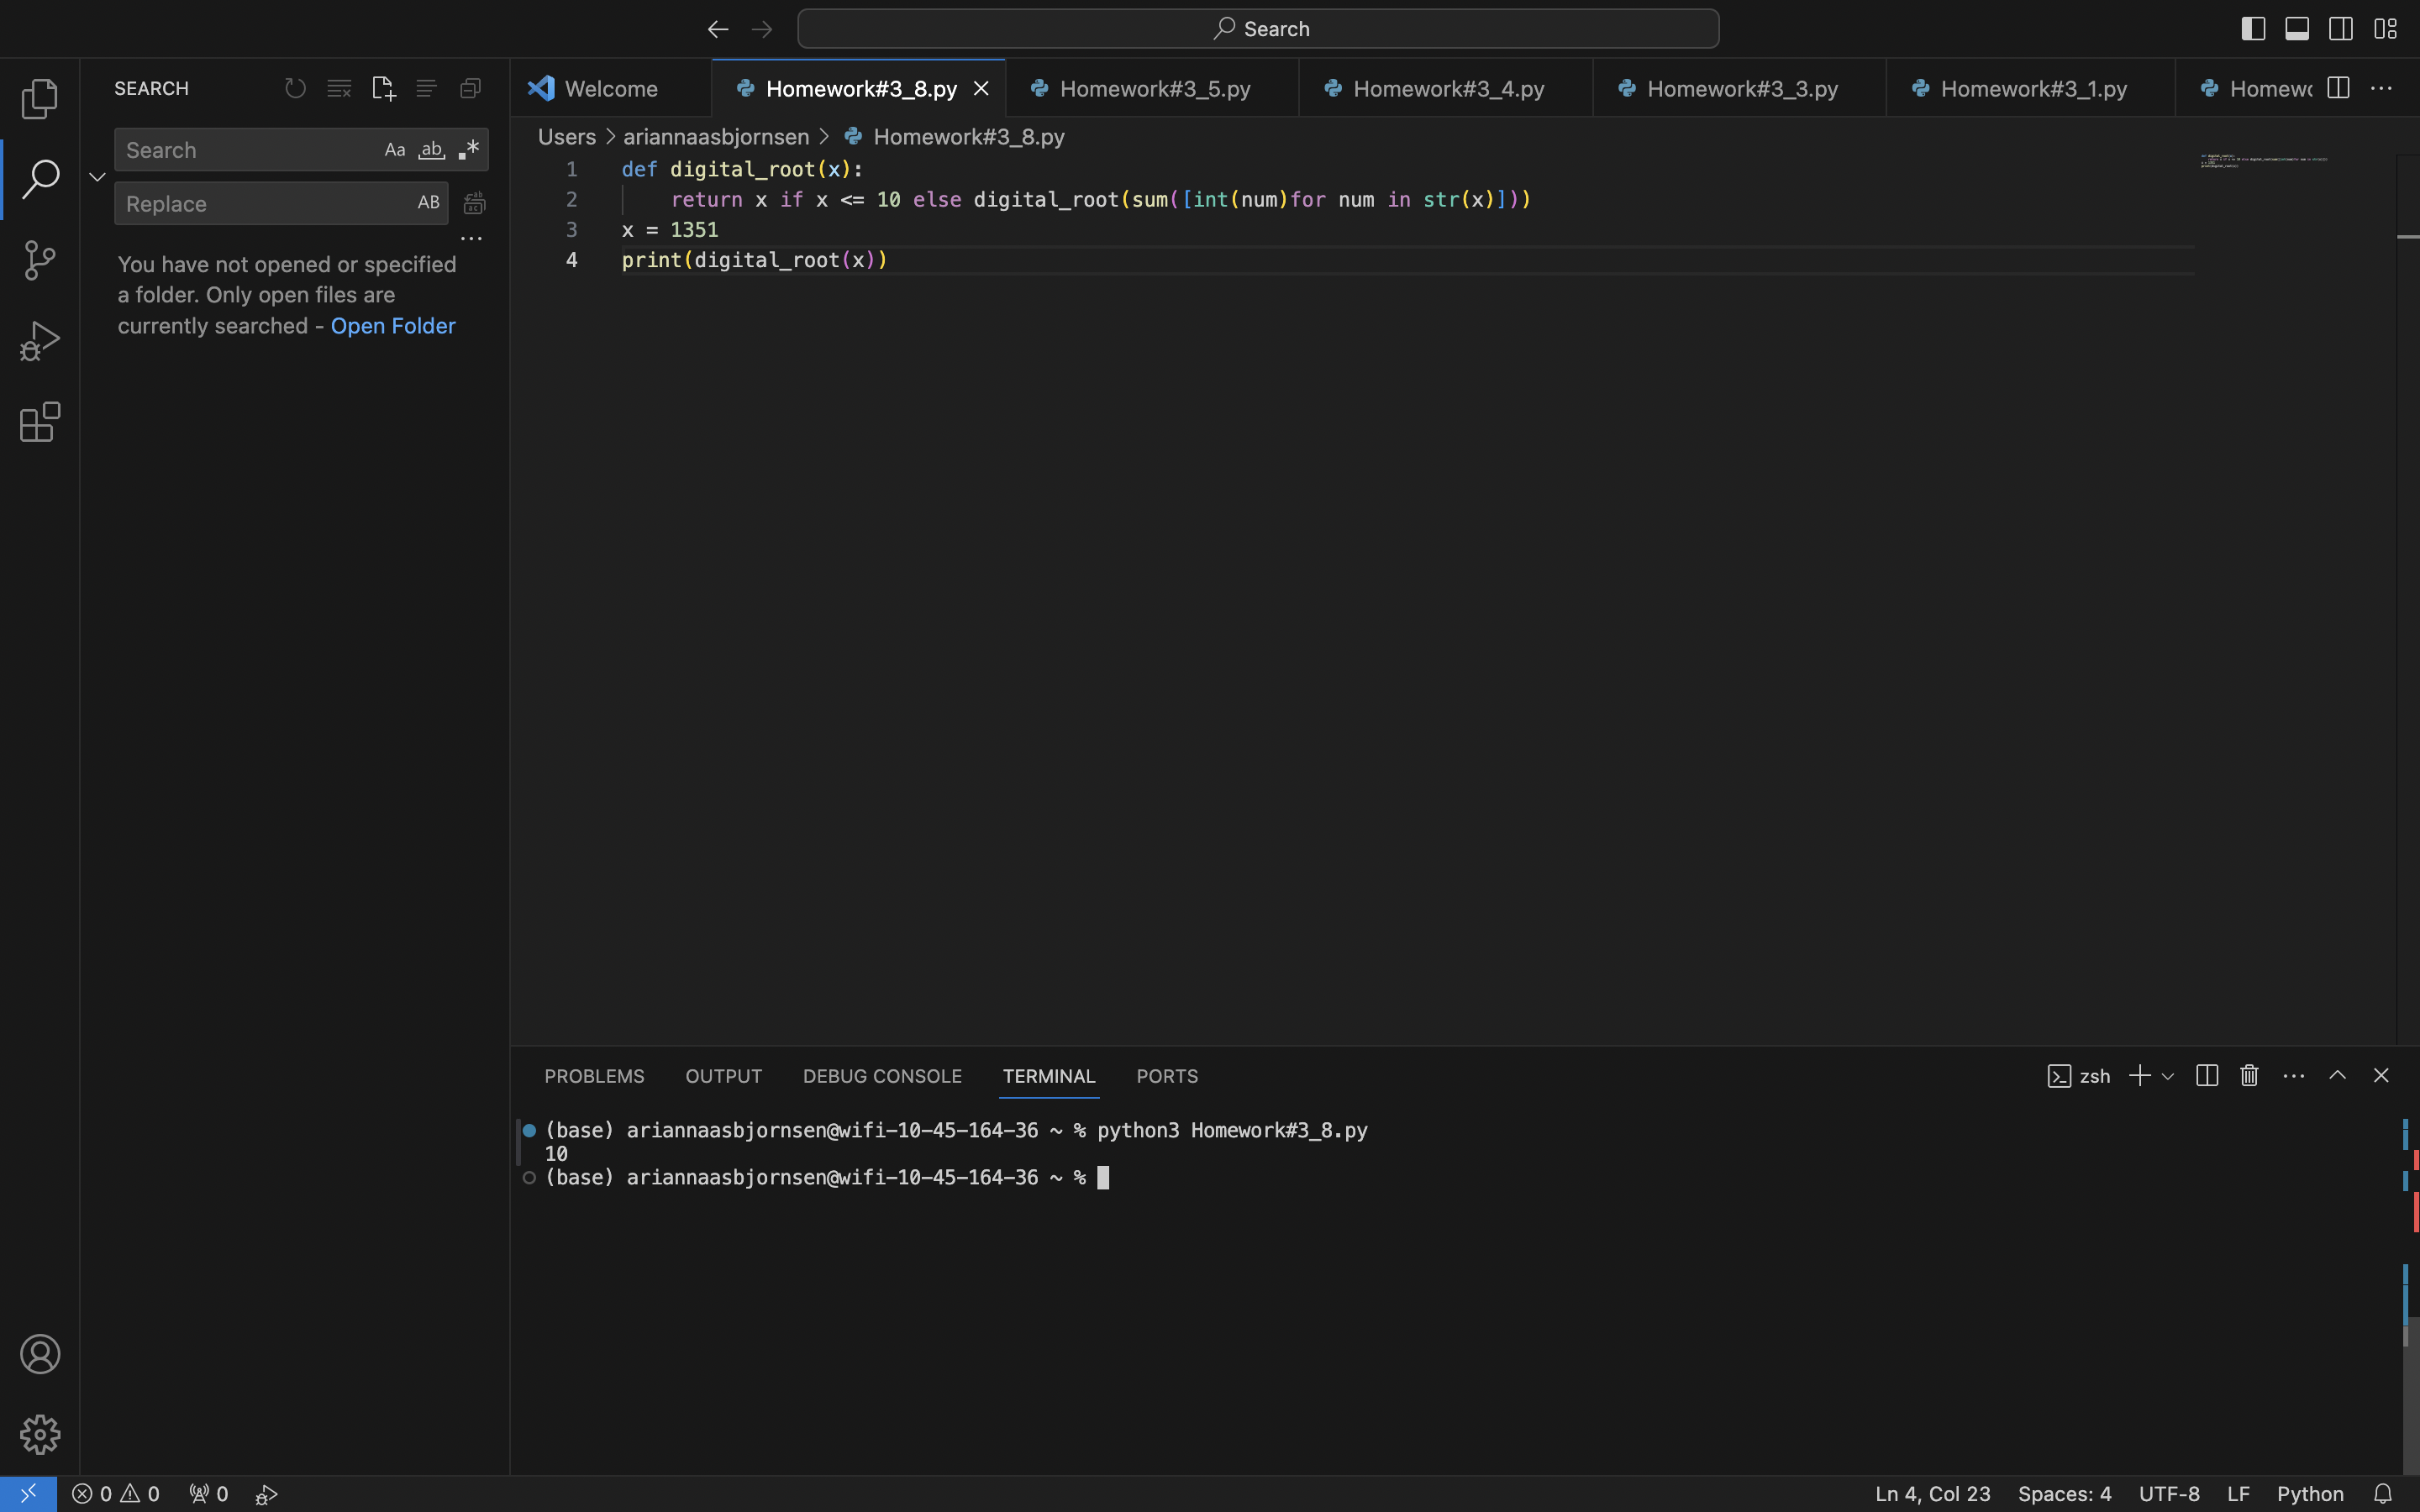 Search
SEARCH
Search Aa ab
Replace AB
You have not opened or specified
a folder. Only open files are
currently searched - Open Folder
Welcome Homework#3_8.py Homework#3_5.py Homework#3_4.py Homework#3_3.py Homework#3_1.py
Users > ariannaasbjornsen > Homework#3_8.py
1 def digital_root(x):
2 return x if x <= 10 else digital_root(sum([int(num)for num in str(x)]))
3 x = 1351
4 print(digital_root(x))
PROBLEMS OUTPUT DEBUG CONSOLE TERMINAL PORTS zsh
(base) ariannaasbjornsen@wifi-10-45-164-36 ~ % python3 Homework#3_8.py
10
(base) ariannaasbjornsen@wifi-10-45-164-36 ~ %
0 0 0 Ln 4, Col 23 Spaces: 4 UTF-8 LF Python